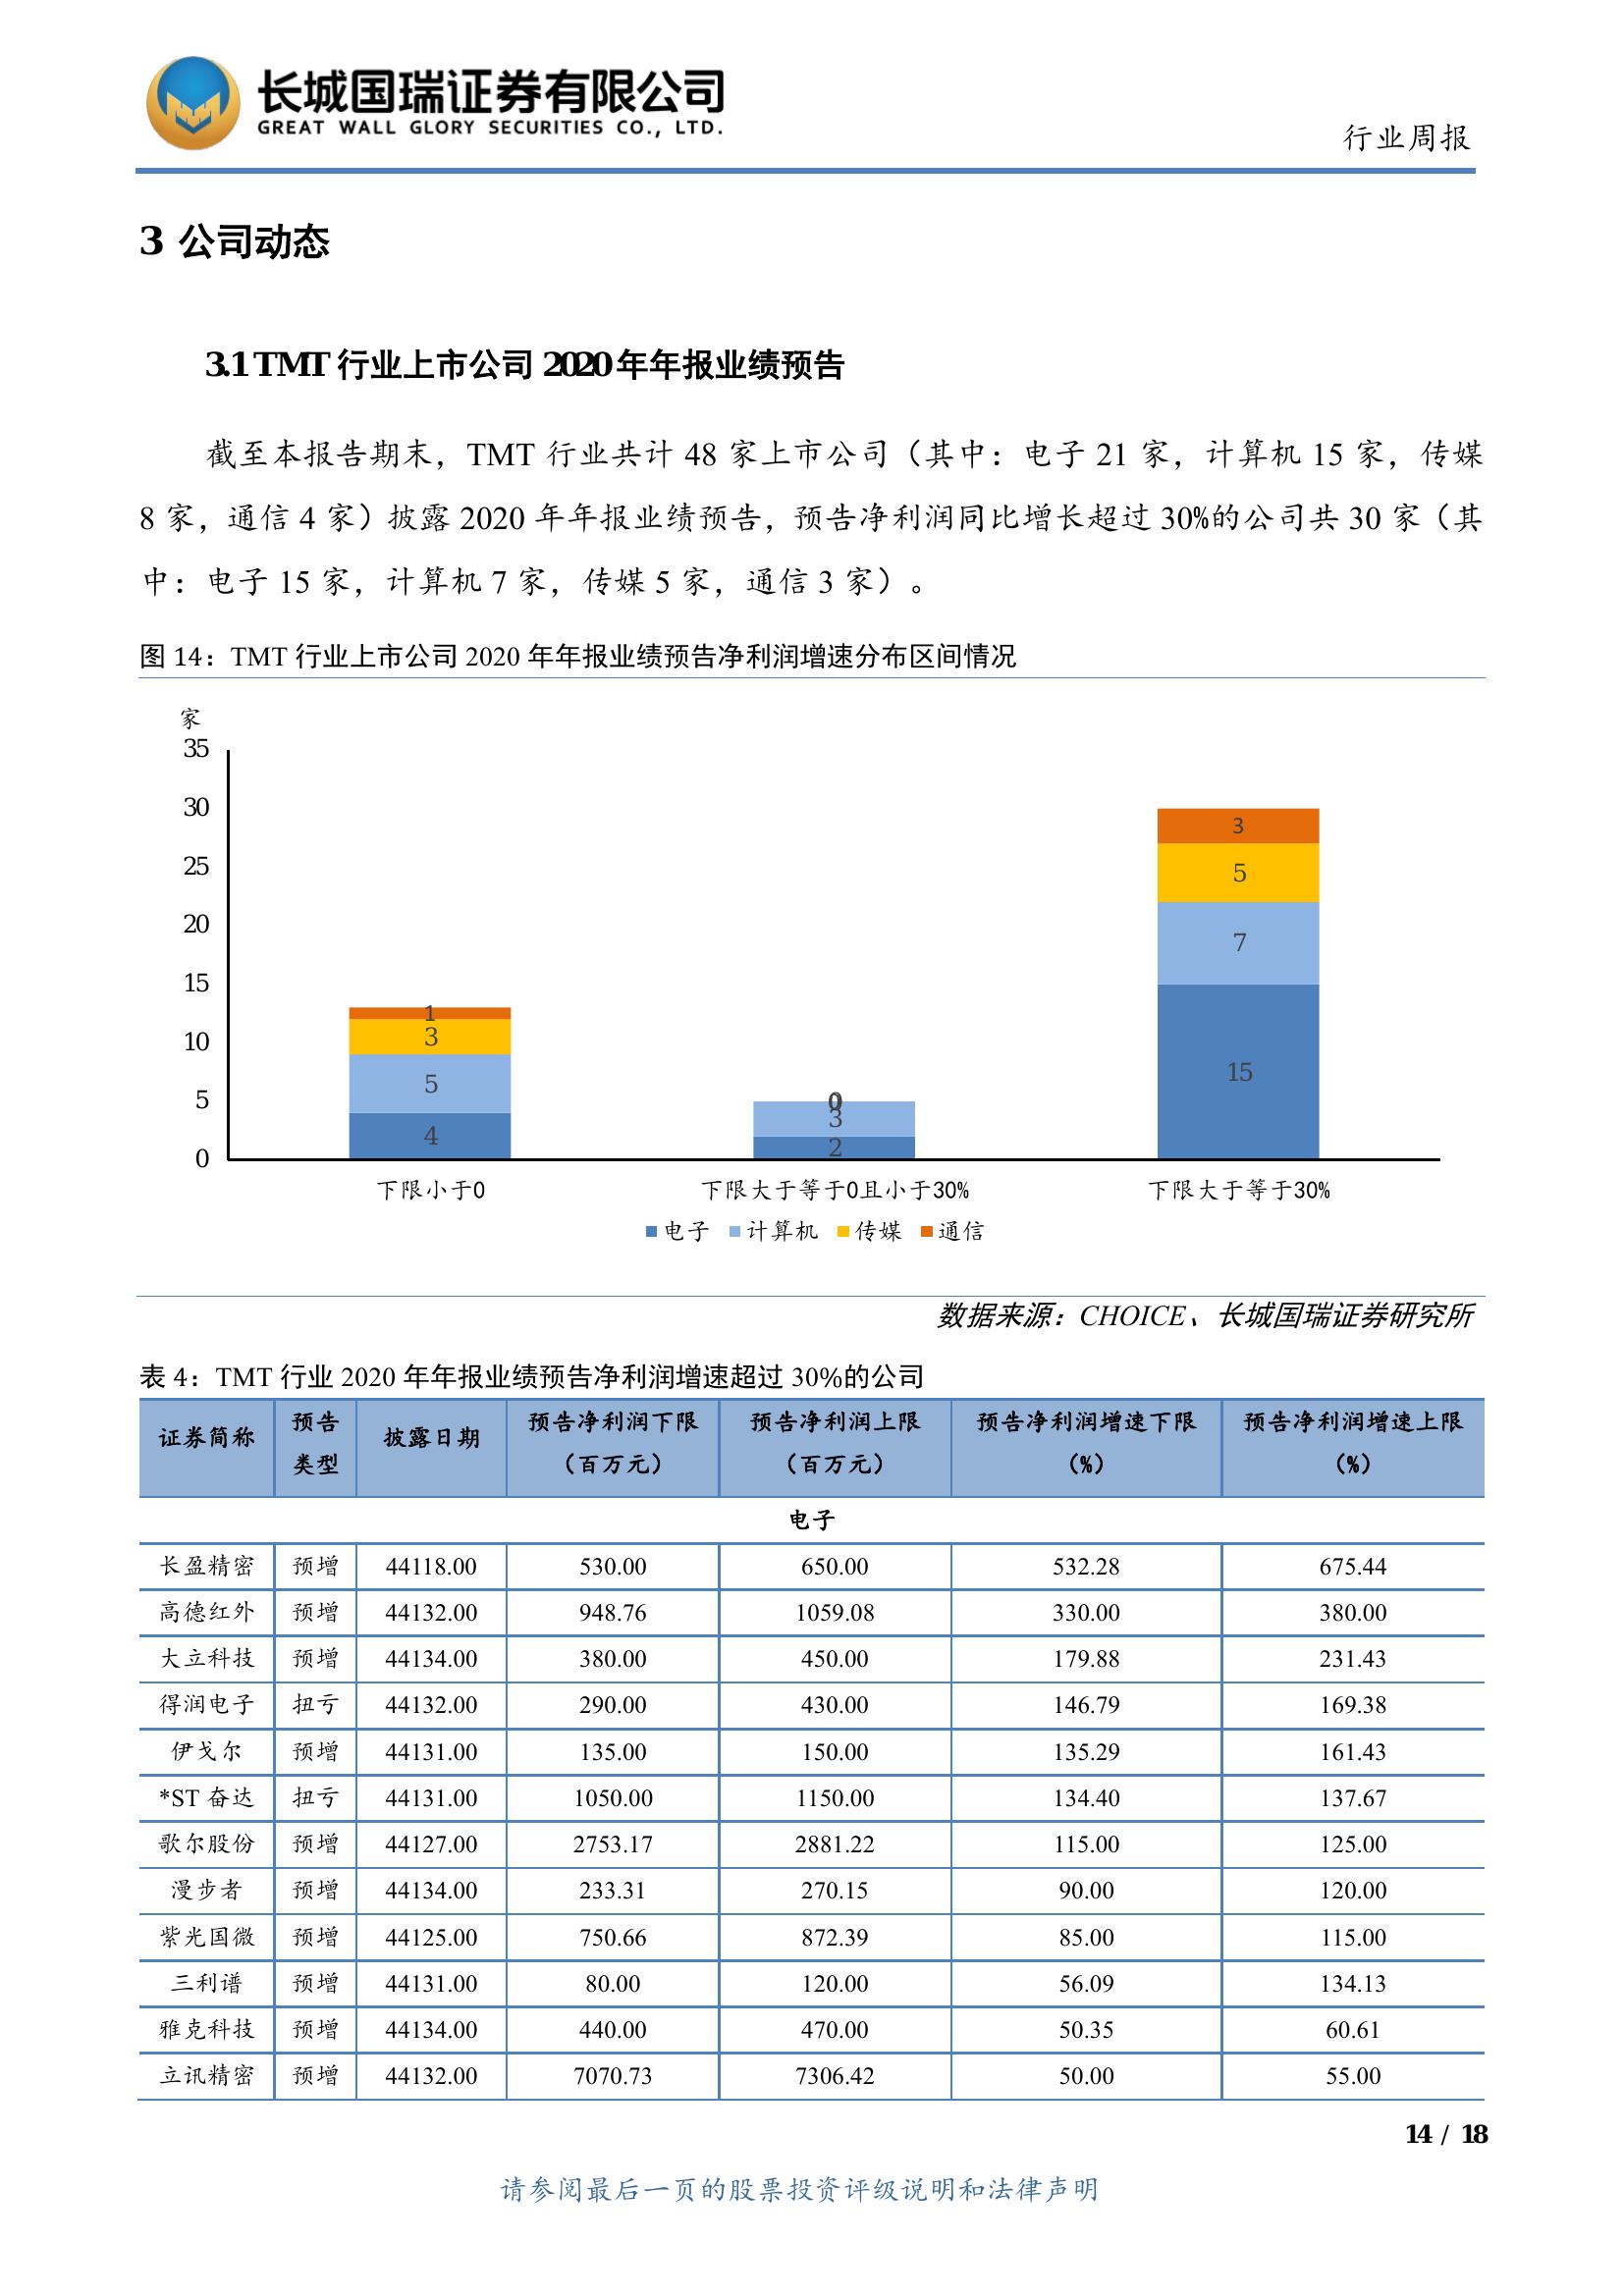 长城国瑞证券有限公司
GREAT WALL GLORY SECURITIES CO., LTD.
行业周报
3 公司动态
3.1 TMT 行业上市公司 2020 年年报业绩预告
截至本报告期末，TMT 行业共计 48 家上市公司（其中：电子 21 家，计算机 15 家，传媒
8 家，通信 4 家）披露 2020 年年报业绩预告，预告净利润同比增长超过 30%的公司共 30 家（其
中：电子 15 家，计算机 7 家，传媒 5 家，通信 3 家）。
图 14：TMT 行业上市公司 2020 年年报业绩预告净利润增速分布区间情况
家
35
30
25
20
15
10
5
0
1
3
5
4
0
3
2
3
5
7
15
下限小于0 下限大于等于0且小于30% 下限大于等于30%
电子 计算机 传媒 通信
数据来源：CHOICE、长城国瑞证券研究所
表 4：TMT 行业 2020 年年报业绩预告净利润增速超过 30%的公司
证券简称 预告类型 披露日期 预告净利润下限（百万元） 预告净利润上限（百万元） 预告净利润增速下限（%） 预告净利润增速上限（%）
电子
长盈精密 预增 44118.00 530.00 650.00 532.28 675.44
高德红外 预增 44132.00 948.76 1059.08 330.00 380.00
大立科技 预增 44134.00 380.00 450.00 179.88 231.43
得润电子 扭亏 44132.00 290.00 430.00 146.79 169.38
伊戈尔 预增 44131.00 135.00 150.00 135.29 161.43
*ST 奋达 扭亏 44131.00 1050.00 1150.00 134.40 137.67
歌尔股份 预增 44127.00 2753.17 2881.22 115.00 125.00
漫步者 预增 44134.00 233.31 270.15 90.00 120.00
紫光国微 预增 44125.00 750.66 872.39 85.00 115.00
三利谱 预增 44131.00 80.00 120.00 56.09 134.13
雅克科技 预增 44134.00 440.00 470.00 50.35 60.61
立讯精密 预增 44132.00 7070.73 7306.42 50.00 55.00
14 / 18
请参阅最后一页的股票投资评级说明和法律声明